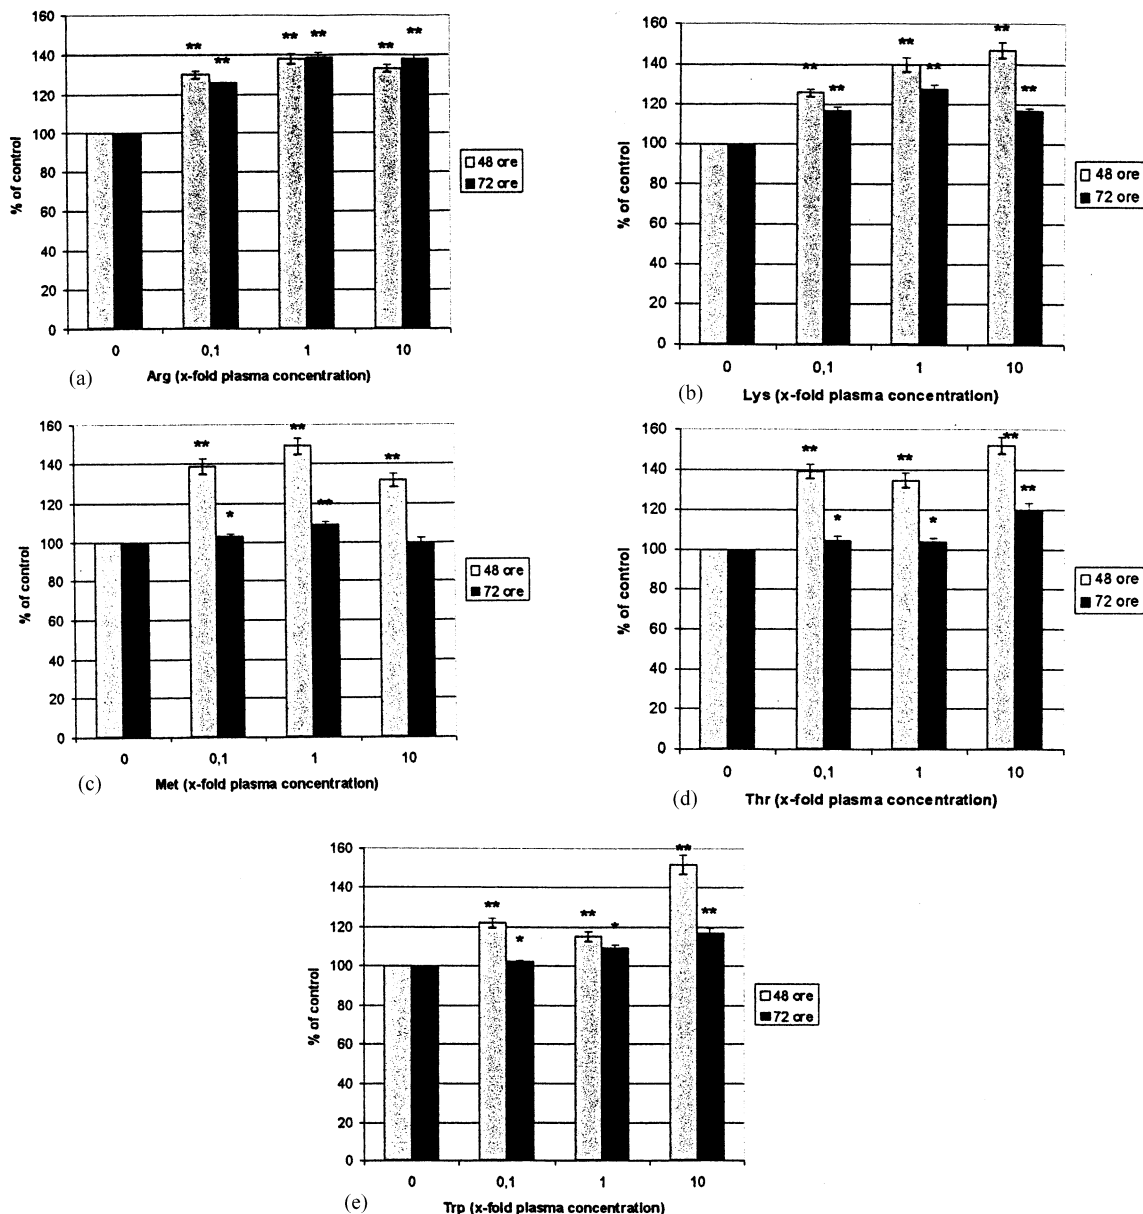 160
140
120
100
80
60
40
20
0
% of control
** ** ** ** ** **
0 0,1 1 10
Arg (x-fold plasma concentration)
48 ore
72 ore
(a)
160
140
120
100
80
60
40
20
0
% of control
** ** ** ** ** **
0 0,1 1 10
Lys (x-fold plasma concentration)
48 ore
72 ore
(b)
160
140
120
100
80
60
40
20
0
% of control
** * ** ** **
0 0,1 1 10
Met (x-fold plasma concentration)
48 ore
72 ore
(c)
160
140
120
100
80
60
40
20
0
% of control
** * ** * ** **
0 0,1 1 10
Thr (x-fold plasma concentration)
48 ore
72 ore
(d)
160
140
120
100
80
60
40
20
0
% of control
** * ** * ** **
0 0,1 1 10
Trp (x-fold plasma concentration)
48 ore
72 ore
(e)